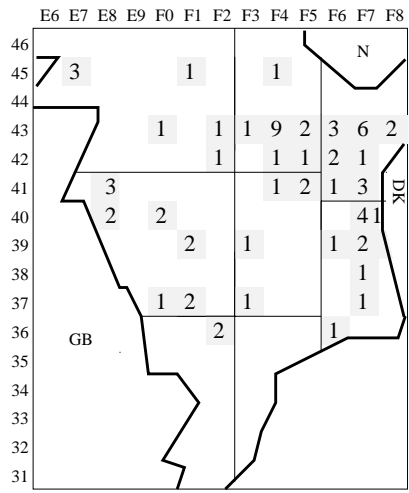 E6 E7 E8 E9 F0 F1 F2 F3 F4 F5 F6 F7 F8
46 N
45 3 1 1
44
43 1 1 1 9 2 3 6 2
42 1 1 1 2 1
41 3 1 2 1 3 DK
40 2 2 4 1
39 2 3 1 2
38 1
37 1 2 3 1
36 GB 2 1
35
34
33
32
31